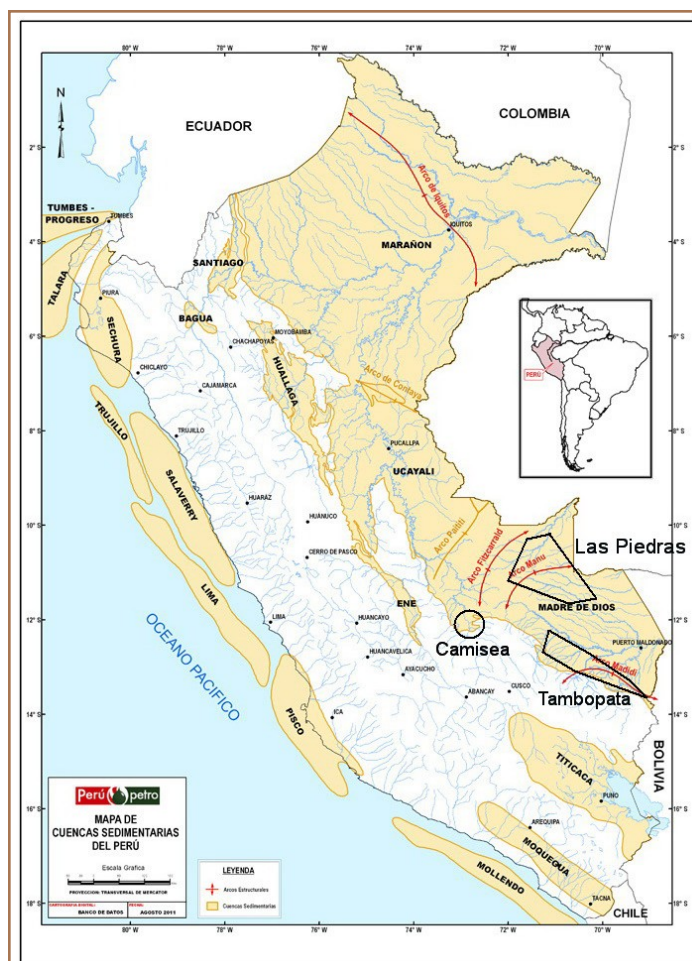 80° W
78° W
76° W
74° W
72° W
70° W
N
ECUADOR
COLOMBIA
2° S
Arco de Iquitos
TUMBES -
PROGRESO
TUMBES
IQUITOS
4° S
MARAÑON
SANTIAGO
TALARA
PIURA
SECHURA
BAGUA
6° S
MOYOBAMBA
CHACHAPOYAS
HUALLAGA
CHICLAYO
CAJAMARCA
Arco de Contaya
PERÚ
TRUJILLO
TRUJILLO
8° S
PUCALLPA
UCAYALI
SALAVERRY
HUARÁZ
10° S
HUÁNUCO
Arco Paititi
Arco Fitzcarrald
Arco Manu
Las Piedras
CERRO DE PASCO
LIMA
ENE
MADRE DE DIOS
12° S
LIMA
HUANCAYO
Camisea
PUERTO MALDONADO
HUANCAVELICA
AYACUCHO
Arco Madidi
ABANCAY
CUSCO
Tambopata
OCEANO PACIFICO
PISCO
ICA
14° S
BOLIVIA
TITICACA
PUNO
16° S
AREQUIPA
MOQUEGUA
MOLLENDO
TACNA
CHILE
18° S
Perú petro
MAPA DE
CUENCAS SEDIMENTARIAS
DEL PERÚ
Escala Grafica
PROYECCION: TRANSVERSAL DE MERCATOR
BANCO DE DATOS
AGOSTO 2011
LEYENDA
Arcos Estructurales
Cuencas Sedimentarias